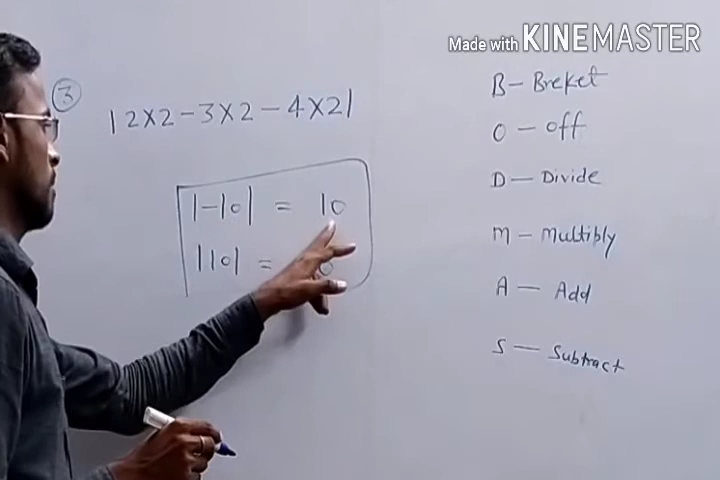 Made with KINEMASTER
③
|2×2-3×2-4×2|
|-10| = 10
|10| =
B- Breket
O - off
D - Divide
M - Multibly
A - Add
S - Subtract